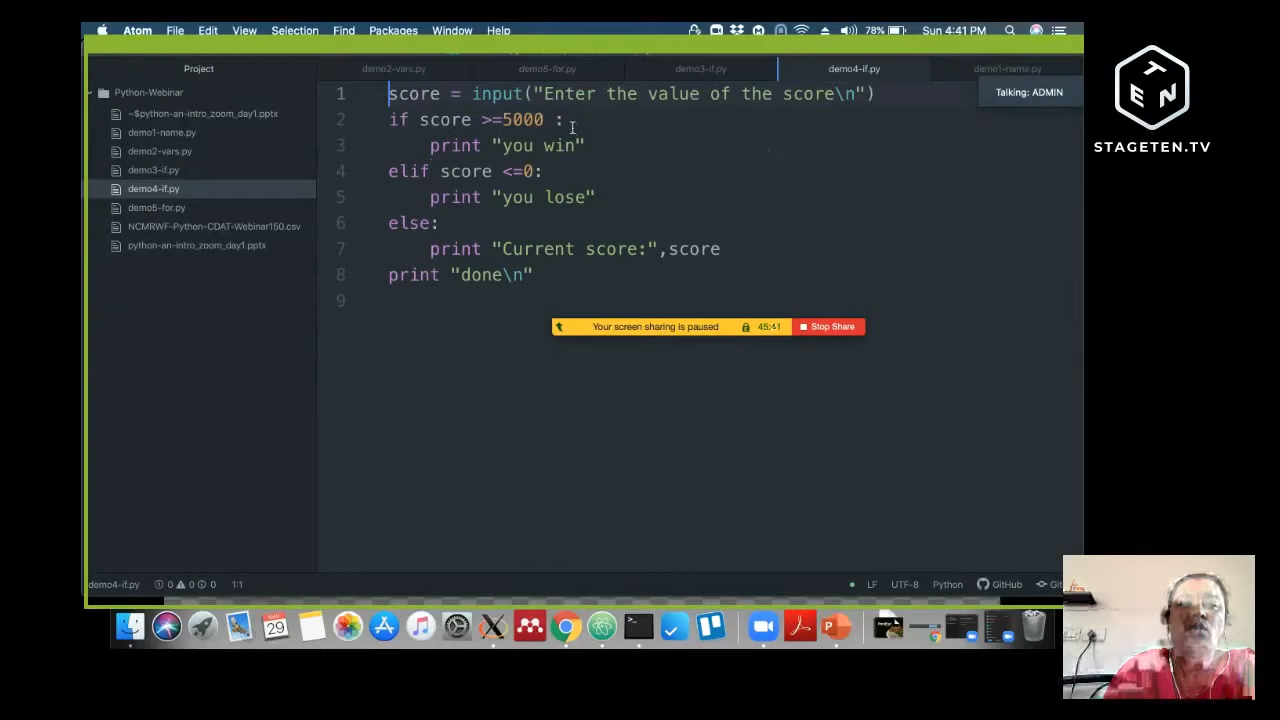 Atom File Edit View Selection Find Packages Window Help 78% Sun 4:41 PM
Project
demo2-vars.py demo5-for.py demo3-if.py demo4-if.py demo1-name.py
Python-Webinar
~$python-an-intro_zoom_day1.pptx
demo1-name.py
demo2-vars.py
demo3-if.py
demo4-if.py
demo5-for.py
NCMRWF-Python-CDAT-Webinar150.csv
python-an-intro_zoom_day1.pptx
1 score = input("Enter the value of the score\n")
2 if score >=5000 :
3 print "you win"
4 elif score <=0:
5 print "you lose"
6 else:
7 print "Current score:",score
8 print "done\n"
9
Talking: ADMIN
TEN
STAGETEN.TV
Your screen sharing is paused 45:41 Stop Share
demo4-if.py 0 0 0 1:1 LF UTF-8 Python GitHub Git
29